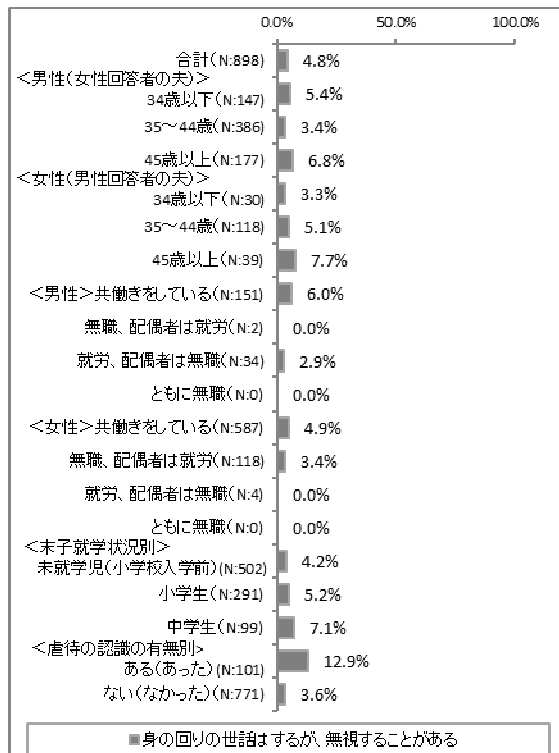 0.0% 50.0% 100.0%
合計(N:898) 4.8%
<男性(女性回答者の夫)>
34歳以下(N:147) 5.4%
35～44歳(N:386) 3.4%
45歳以上(N:177) 6.8%
<女性(男性回答者の夫)>
34歳以下(N:30) 3.3%
35～44歳(N:118) 5.1%
45歳以上(N:39) 7.7%
<男性>共働きをしている(N:151) 6.0%
無職、配偶者は就労(N:2) 0.0%
就労、配偶者は無職(N:34) 2.9%
ともに無職(N:0) 0.0%
<女性>共働きをしている(N:587) 4.9%
無職、配偶者は就労(N:118) 3.4%
就労、配偶者は無職(N:4) 0.0%
ともに無職(N:0) 0.0%
<末子就学状況別>
未就学児(小学校入学前)(N:502) 4.2%
小学生(N:291) 5.2%
中学生(N:99) 7.1%
<虐待の認識の有無別>
ある(あった)(N:101) 12.9%
ない(なかった)(N:771) 3.6%
身の回りの世話はするが、無視することがある